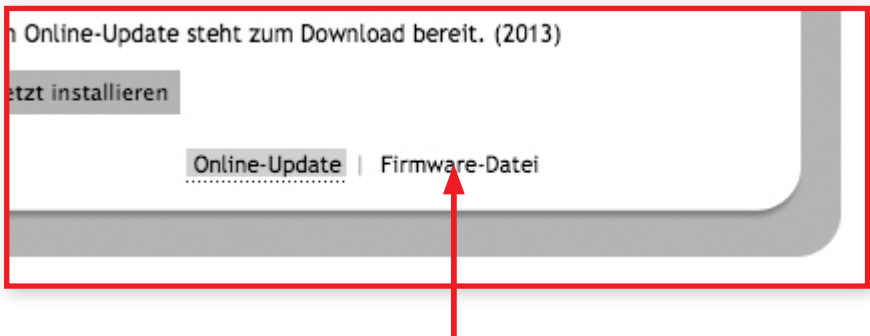 Online-Update steht zum Download bereit. (2013)
installieren
Online-Update | Firmware-Datei